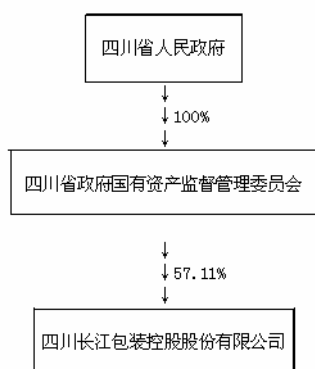 四川省人民政府
100%
四川省政府国有资产监督管理委员会
57.11%
四川长江包装控股股份有限公司